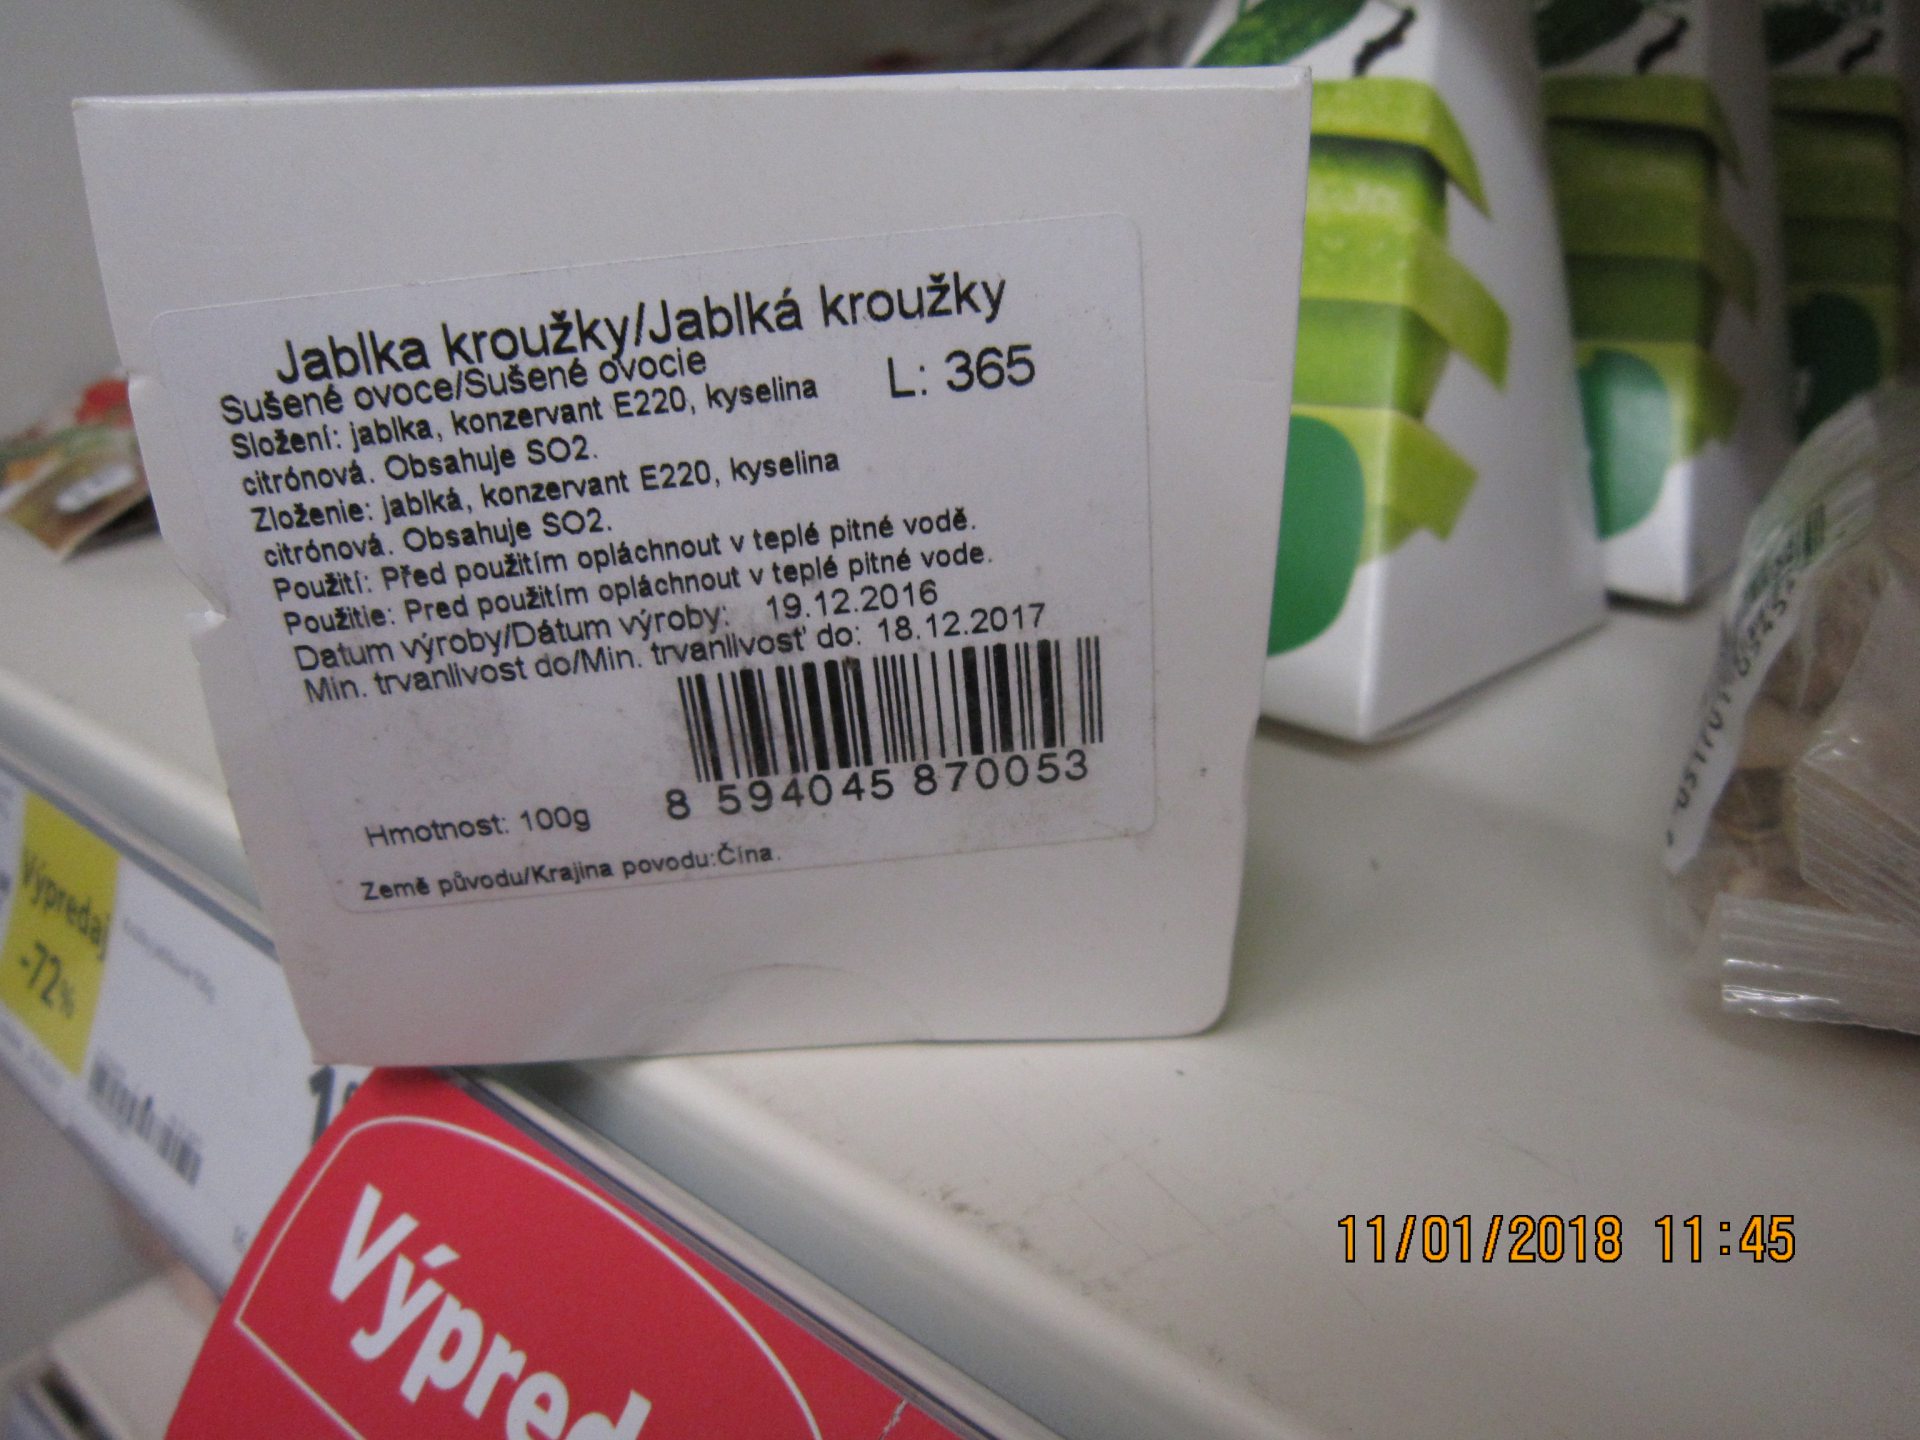 Jablka kroužky/Jablká kroužky
Sušené ovoce/Sušené ovocie
L: 365
Složení: jablka, konzervant E220, kyselina
citrónová. Obsahuje SO2.
Zloženie: jablká, konzervant E220, kyselina
citrónová. Obsahuje SO2.
Použití: Před použitím opláchnout v teplé pitné vodě.
Použitie: Pred použitím opláchnout v teplé pitné vode.
Datum výroby/Dátum výroby: 19.12.2016
Min. trvanlivost do/Min. trvanlivosť do: 18.12.2017
8 594045 870053
Hmotnost: 100g
Země původu/Krajina povodu:Čína.
Výpredaj
-72%
Výpred
11/01/2018 11:45